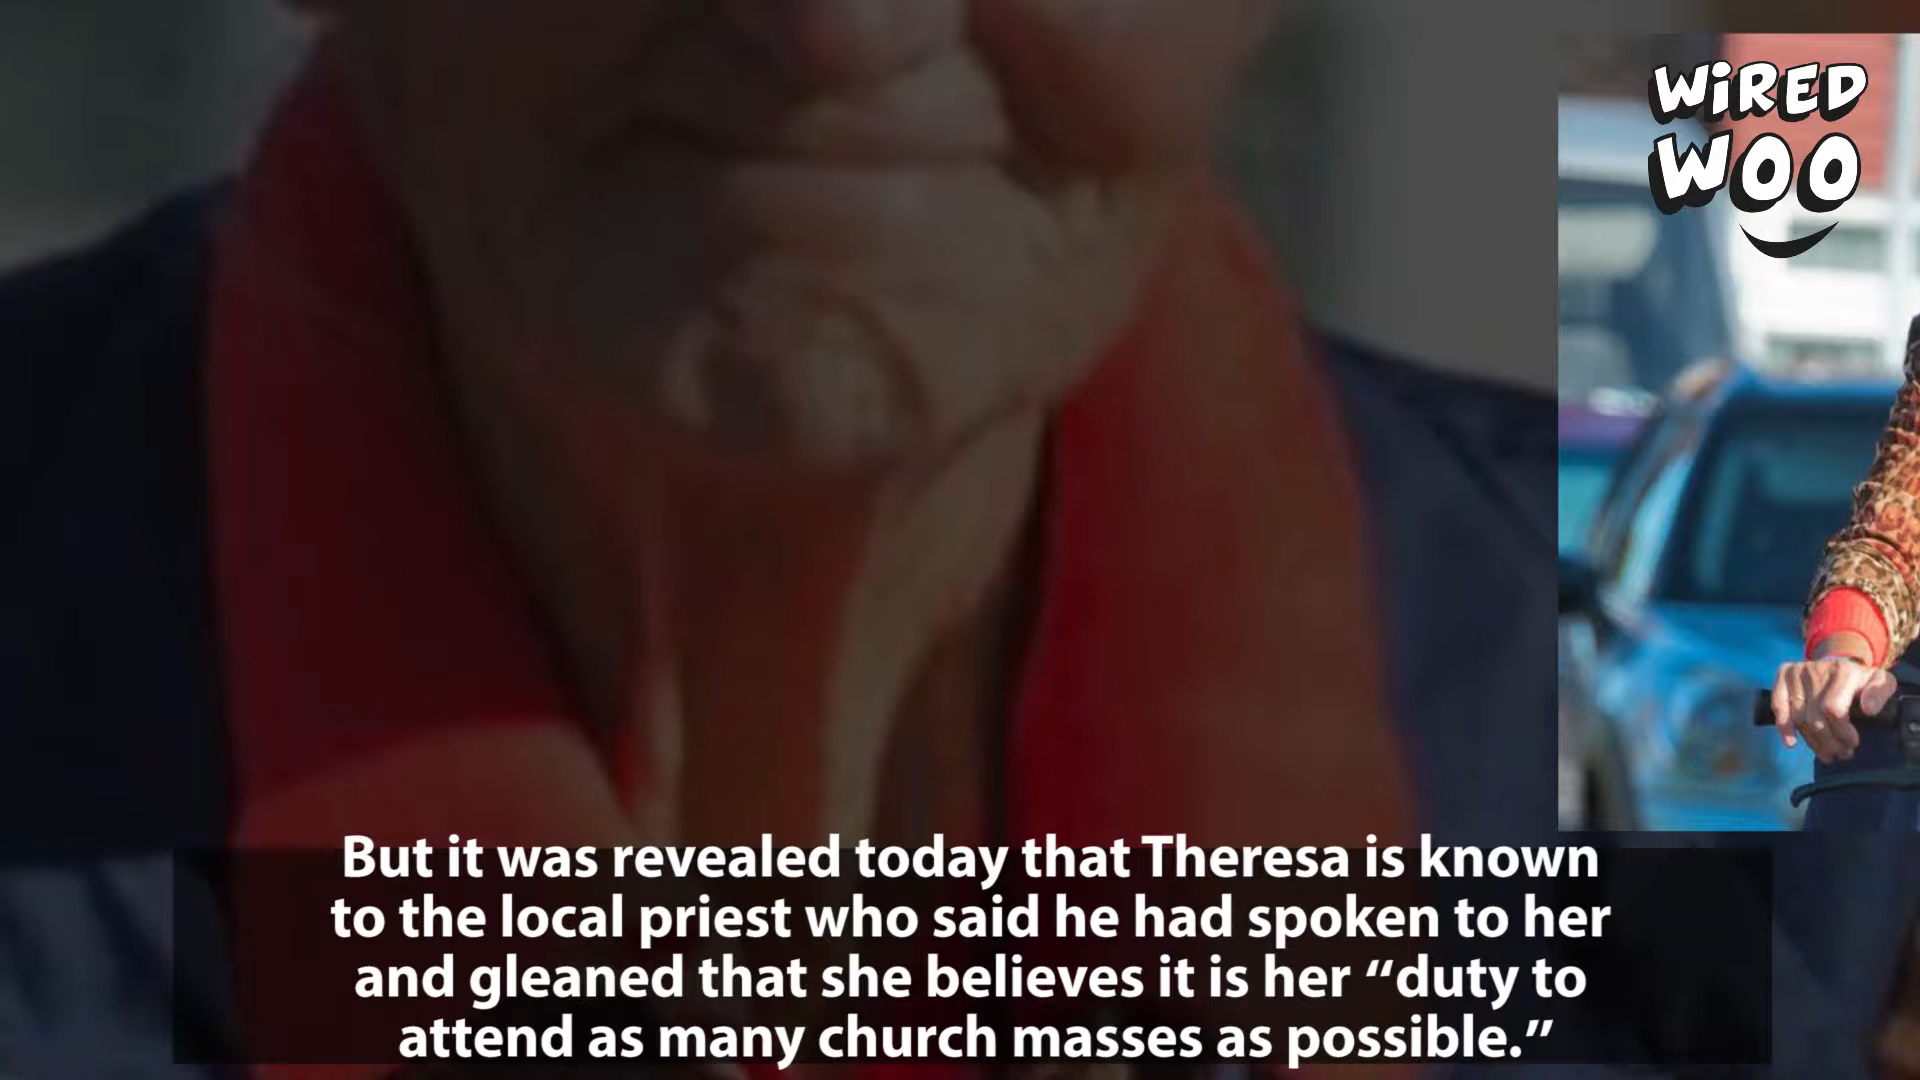 WiRED
WOO
But it was revealed today that Theresa is known
to the local priest who said he had spoken to her
and gleaned that she believes it is her “duty to
attend as many church masses as possible.”